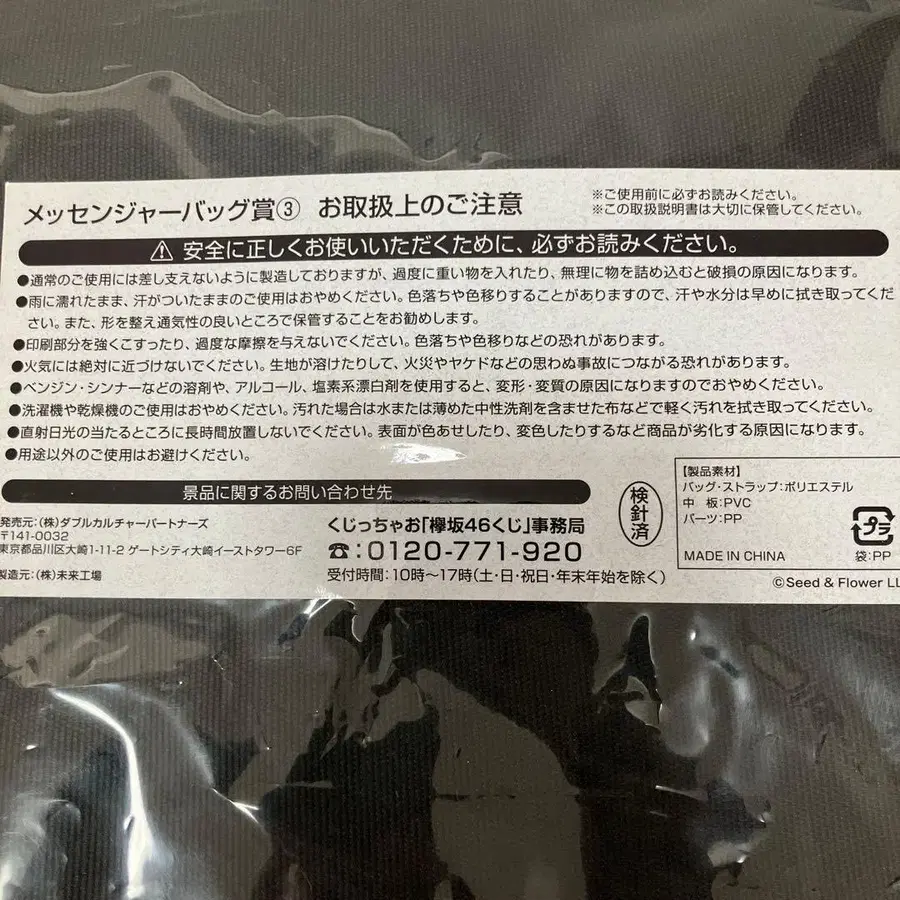 メッセンジャーバッグ賞③ お取扱上のご注意
※ご使用前に必ずお読みください。
※この取扱説明書は大切に保管してください。
⚠ 安全に正しくお使いいただくために、必ずお読みください。
●通常のご使用には差し支えないように製造しておりますが、過度に重い物を入れたり、無理に物を詰め込むと破損の原因になります。
●雨に濡れたまま、汗がついたままのご使用はおやめください。色落ちや色移りすることがありますので、汗や水分は早めに拭き取ってくだ
さい。また、形を整え通気性の良いところで保管することをお勧めします。
●印刷部分を強くこすったり、過度な摩擦を与えないでください。色落ちや色移りなどの恐れがあります。
●火気には絶対に近づけないでください。生地が溶けたりして、火災やヤケドなどの思わぬ事故につながる恐れがあります。
●ベンジン・シンナーなどの溶剤や、アルコール、塩素系漂白剤を使用すると、変形・変質の原因になりますのでおやめください。
●洗濯機や乾燥機のご使用はおやめください。汚れた場合は水または薄めた中性洗剤を含ませた布などで軽く汚れを拭き取ってください。
●直射日光の当たるところに長時間放置しないでください。表面が色あせしたり、変色したりするなど商品が劣化する原因になります。
●用途以外のご使用はお避けください。
景品に関するお問い合わせ先
発売元:(株)ダブルカルチャーパートナーズ
〒141-0032
東京都品川区大崎1-11-2 ゲートシティ大崎イーストタワー6F
製造元:(株)未来工場
くじっちゃお「欅坂46くじ」事務局
☎:0120-771-920
受付時間:10時〜17時(土・日・祝日・年末年始を除く)
検針済
【製品素材】
バッグ・ストラップ:ポリエステル
中 板:PVC
パーツ:PP
MADE IN CHINA
プラ
袋:PP
©Seed & Flower LL